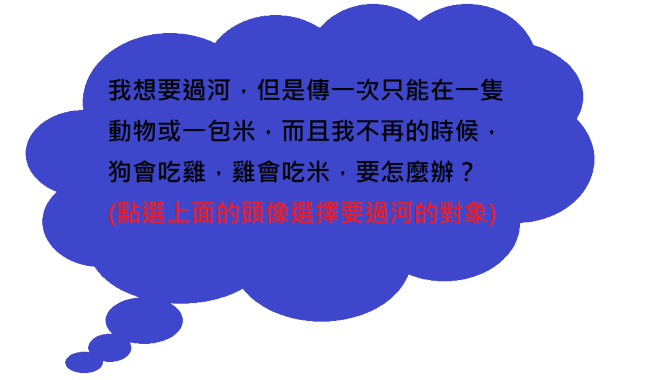 我想要過河，但是傳一次只能在一隻
動物或一包米，而且我不再的時候，
狗會吃雞，雞會吃米，要怎麼辦？
(點選上面的頭像選擇要過河的對象)